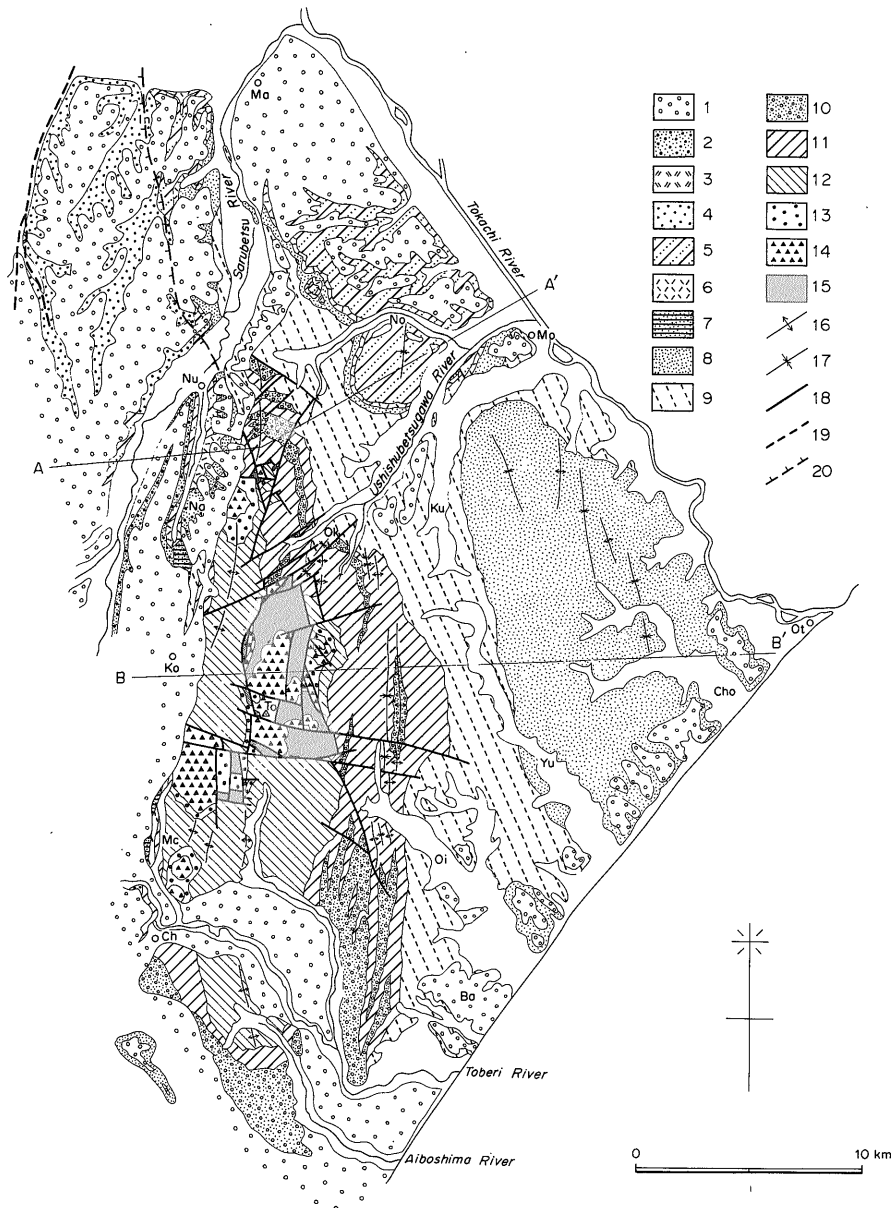 Ma
Sarubetsu River
Tokachi River
A'
No
Mo
Ushishubetsugawa River
Nu
A
Na
Ku
Ok
Ot
B'
Ko
B
To
Cho
Yu
Mc
Oi
Ch
Ba
Toberi River
Aiboshima River
1
2
3
4
5
6
7
8
9
10
11
12
13
14
15
16
17
18
19
20
0 10 km